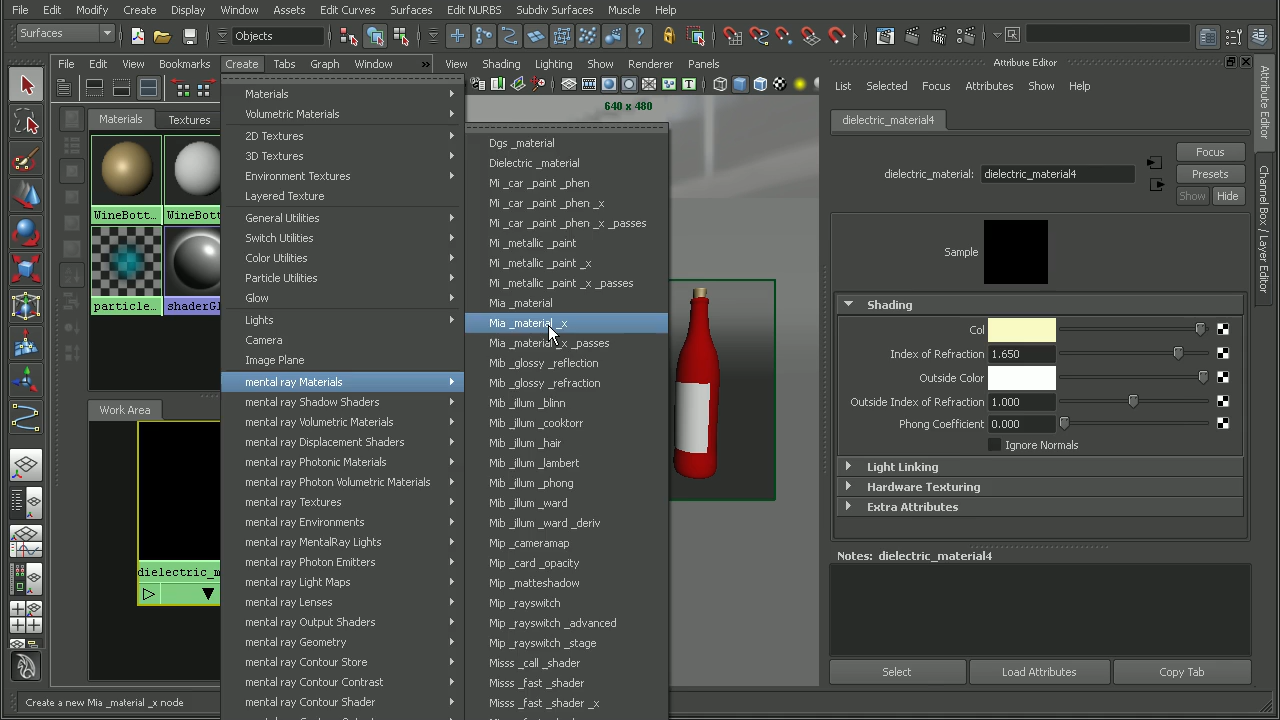 File Edit Modify Create Display Window Assets Edit Curves Surfaces Edit NURBS Subdiv Surfaces Muscle Help
Surfaces Objects
File Edit View Bookmarks Create Tabs Graph Window » View Shading Lighting Show Renderer Panels
Materials Textures
WineBott... WineBott
particle... shaderGl
Work Area
dielectric_m
Materials
Volumetric Materials
2D Textures
3D Textures
Environment Textures
Layered Texture
General Utilities
Switch Utilities
Color Utilities
Particle Utilities
Glow
Lights
Camera
Image Plane
mental ray Materials
mental ray Shadow Shaders
mental ray Volumetric Materials
mental ray Displacement Shaders
mental ray Photonic Materials
mental ray Photon Volumetric Materials
mental ray Textures
mental ray Environments
mental ray MentalRay Lights
mental ray Photon Emitters
mental ray Light Maps
mental ray Lenses
mental ray Output Shaders
mental ray Geometry
mental ray Contour Store
mental ray Contour Contrast
mental ray Contour Shader
Dgs _material
Dielectric _material
Mi _car _paint _phen
Mi _car _paint _phen _x
Mi _car _paint _phen _x _passes
Mi _metallic _paint
Mi _metallic _paint _x
Mi _metallic _paint _x _passes
Mia _material
Mia _material _x
Mia _material _x _passes
Mib _glossy _reflection
Mib _glossy _refraction
Mib _illum _blinn
Mib _illum _cooktorr
Mib _illum _hair
Mib _illum _lambert
Mib _illum _phong
Mib _illum _ward
Mib _illum _ward _deriv
Mip _cameramap
Mip _card _opacity
Mip _matteshadow
Mip _rayswitch
Mip _rayswitch _advanced
Mip _rayswitch _stage
Misss _call _shader
Misss _fast _shader
Misss _fast _shader _x
640 x 480
Attribute Editor
List Selected Focus Attributes Show Help
dielectric_material4
Focus
dielectric_material: dielectric_material4
Presets
Show Hide
Sample
Shading
Col
Index of Refraction 1.650
Outside Color
Outside Index of Refraction 1.000
Phong Coefficient 0.000
Ignore Normals
Light Linking
Hardware Texturing
Extra Attributes
Notes: dielectric_material4
Select Load Attributes Copy Tab
Attribute Editor
Channel Box / Layer Editor
Create a new Mia _material _x node